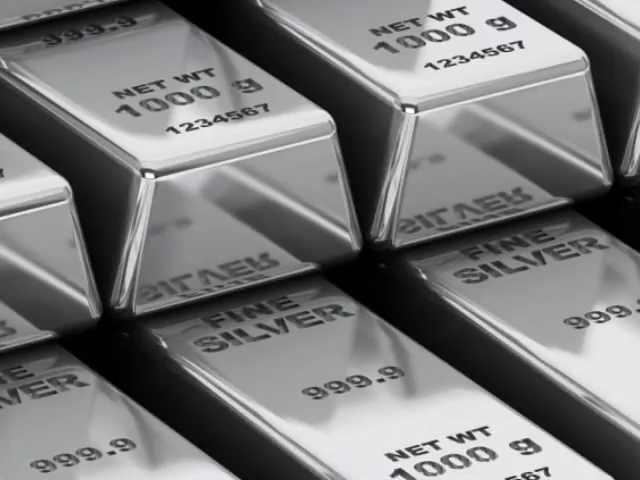 999.9
NET WT
1000 g
1234567
NET WT
1000 g
1234567
FINE
SILVER
999.9
NET WT
1000 g
FINE
SILVER
999.9
999.9